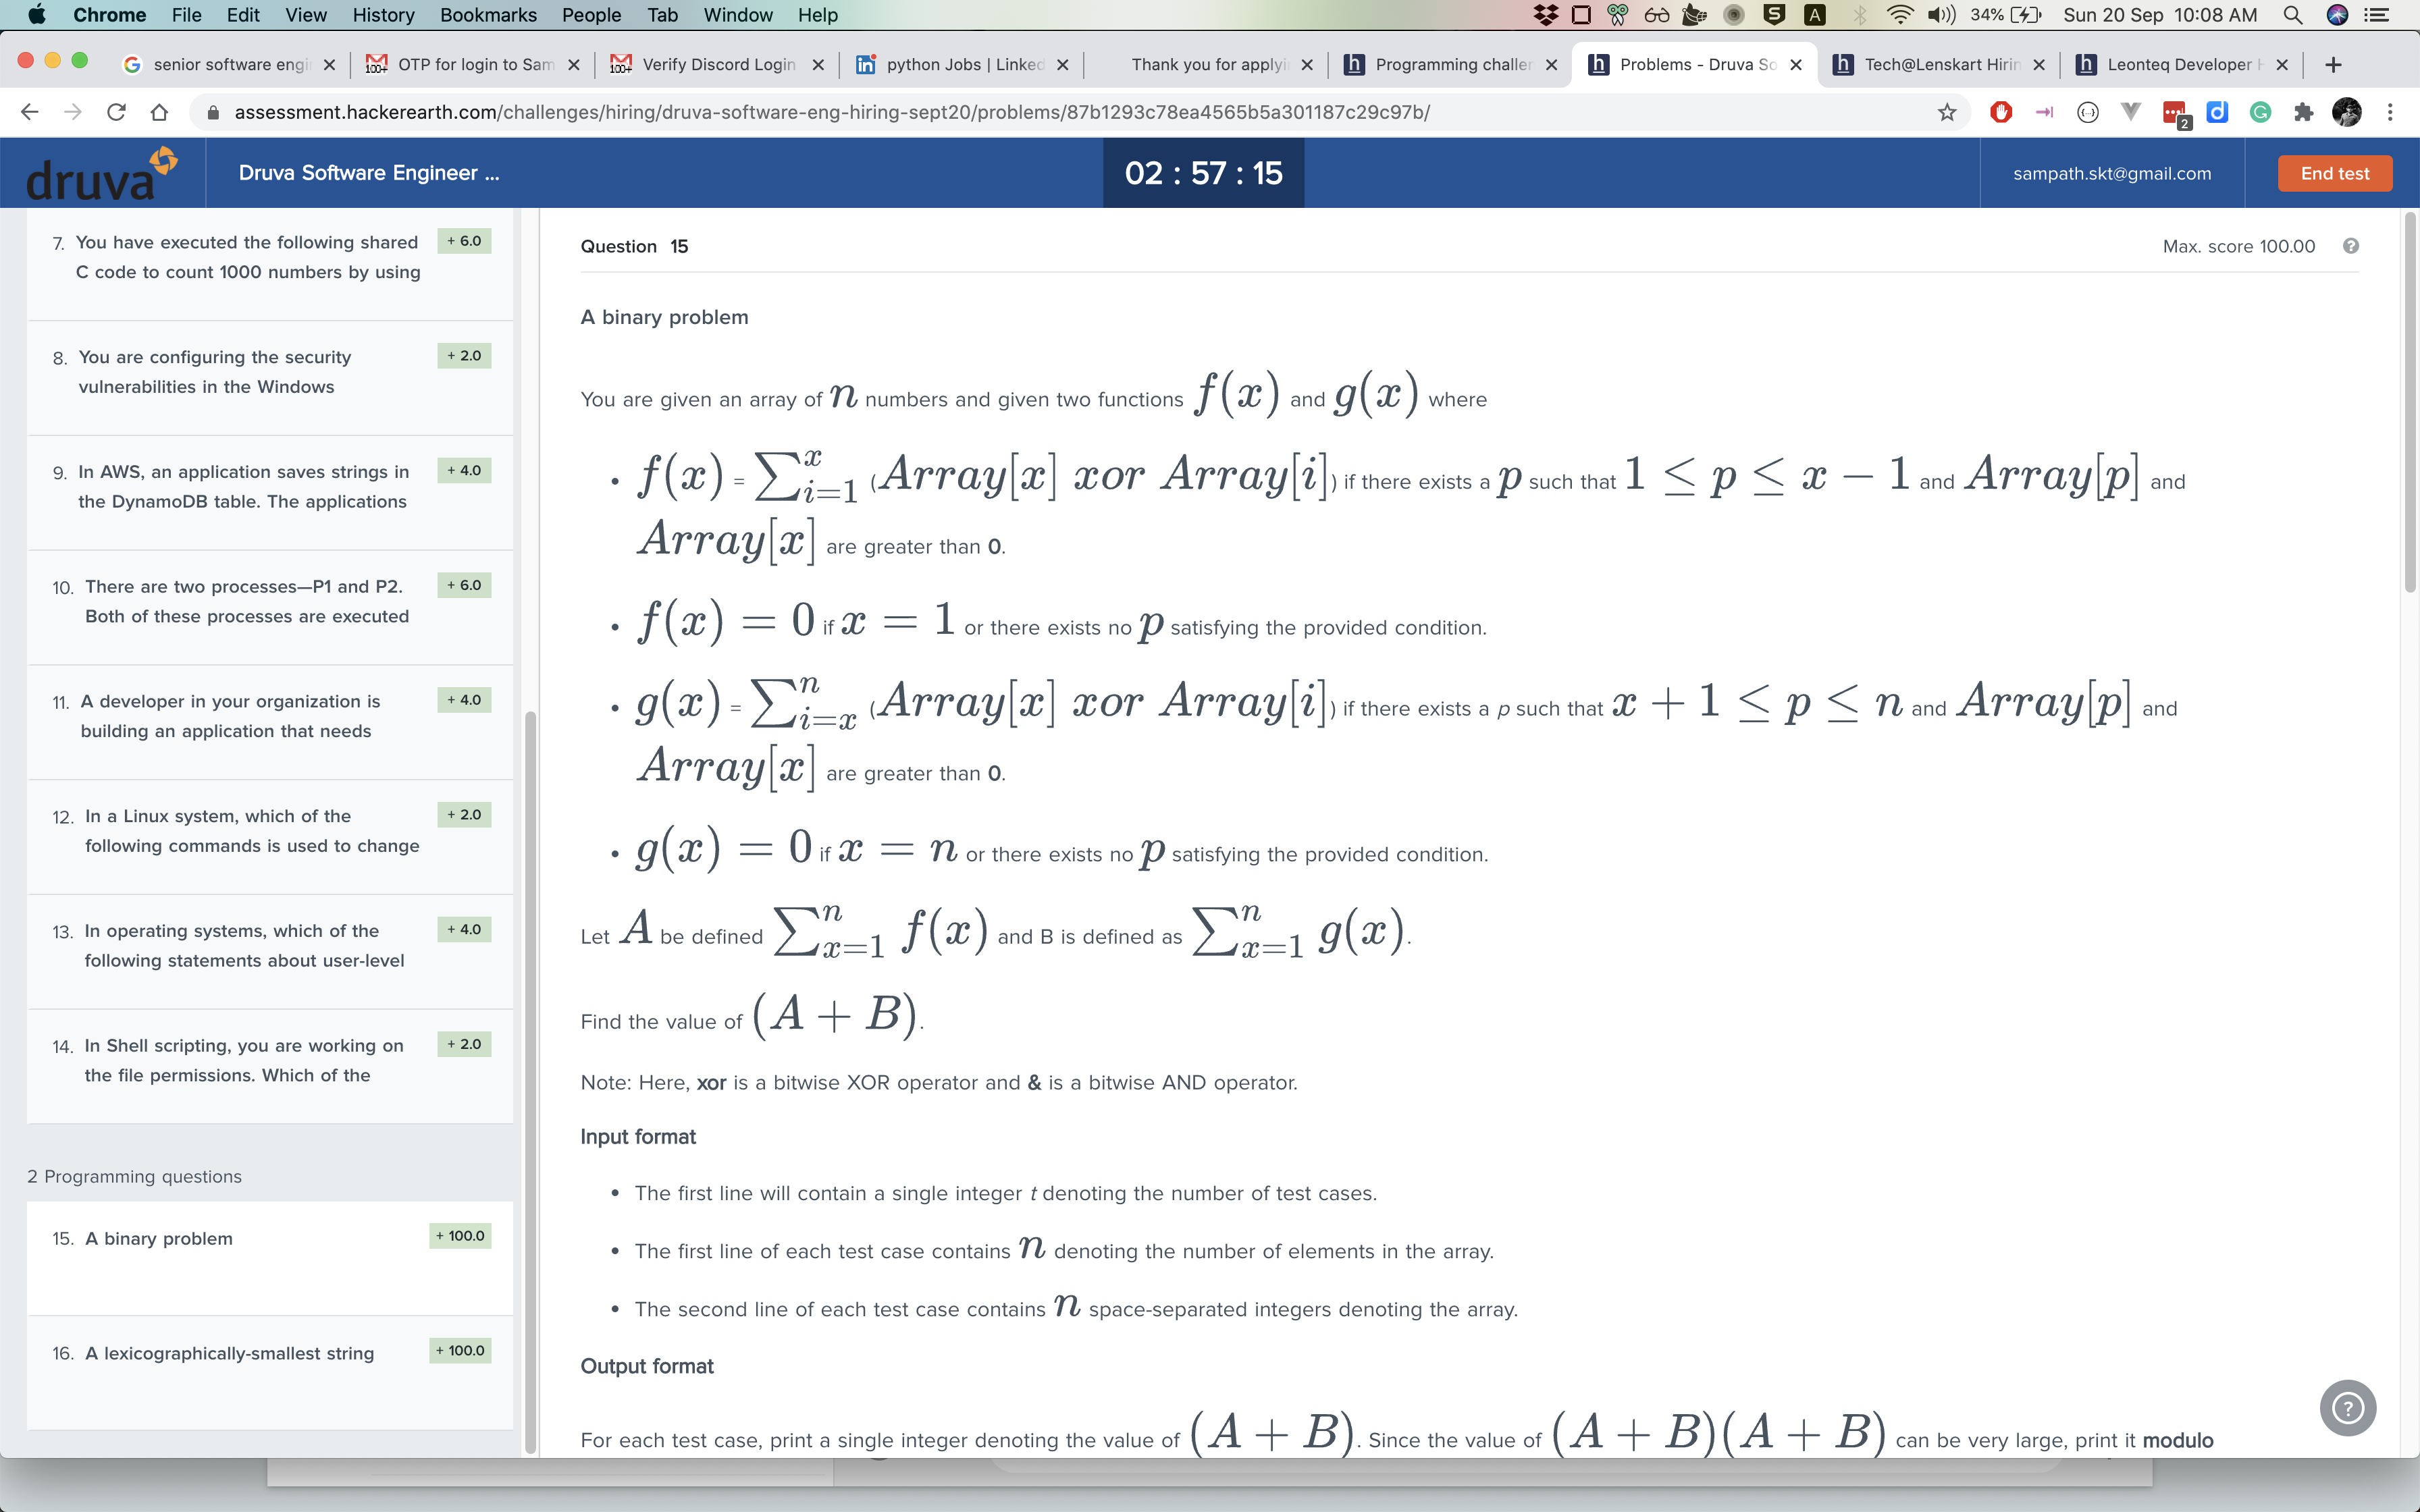 Chrome File Edit View History Bookmarks People Tab Window Help 34% Sun 20 Sep 10:08 AM
senior software engi OTP for login to Sam Verify Discord Login python Jobs | Linked Thank you for applyi Programming challen Problems - Druva So Tech@Lenskart Hirin Leonteq Developer H
assessment.hackerearth.com/challenges/hiring/druva-software-eng-hiring-sept20/problems/87b1293c78ea4565b5a301187c29c97b/
druva Druva Software Engineer ... 02 : 57 : 15 sampath.skt@gmail.com End test
7. You have executed the following shared + 6.0
C code to count 1000 numbers by using
8. You are configuring the security + 2.0
vulnerabilities in the Windows
9. In AWS, an application saves strings in + 4.0
the DynamoDB table. The applications
10. There are two processes—P1 and P2. + 6.0
Both of these processes are executed
11. A developer in your organization is + 4.0
building an application that needs
12. In a Linux system, which of the + 2.0
following commands is used to change
13. In operating systems, which of the + 4.0
following statements about user-level
14. In Shell scripting, you are working on + 2.0
the file permissions. Which of the
2 Programming questions
15. A binary problem + 100.0
16. A lexicographically-smallest string + 100.0
Question 15 Max. score 100.00
A binary problem
You are given an array of n numbers and given two functions f(x) and g(x) where
• f(x) = ∑_{i=1}^{x} (Array[x] xor Array[i]) if there exists a p such that 1 ≤ p ≤ x − 1 and Array[p] and
Array[x] are greater than 0.
• f(x) = 0 if x = 1 or there exists no p satisfying the provided condition.
• g(x) = ∑_{i=x}^{n} (Array[x] xor Array[i]) if there exists a p such that x + 1 ≤ p ≤ n and Array[p] and
Array[x] are greater than 0.
• g(x) = 0 if x = n or there exists no p satisfying the provided condition.
Let A be defined ∑_{x=1}^{n} f(x) and B is defined as ∑_{x=1}^{n} g(x).
Find the value of (A + B).
Note: Here, xor is a bitwise XOR operator and & is a bitwise AND operator.
Input format
• The first line will contain a single integer t denoting the number of test cases.
• The first line of each test case contains n denoting the number of elements in the array.
• The second line of each test case contains n space-separated integers denoting the array.
Output format
For each test case, print a single integer denoting the value of (A + B). Since the value of (A + B)(A + B) can be very large, print it modulo